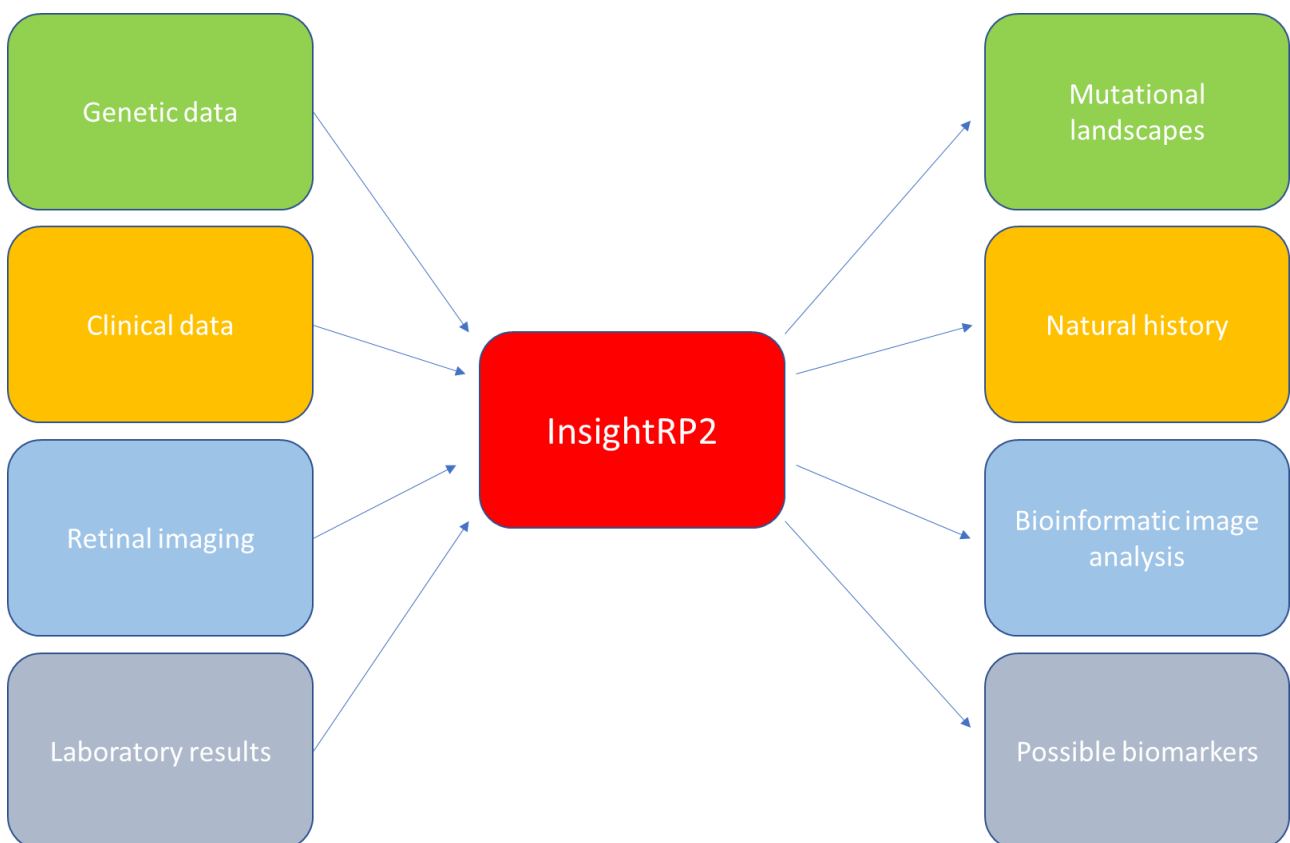 Genetic data
Clinical data
Retinal imaging
Laboratory results
InsightRP2
Mutational
landscapes
Natural history
Bioinformatic image
analysis
Possible biomarkers